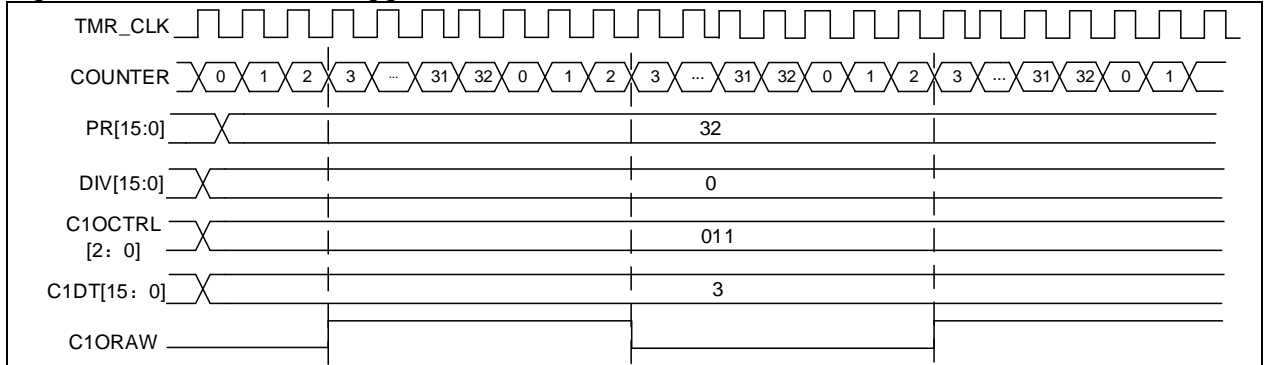 TMR_CLK
COUNTER 0 1 2 3 ... 31 32 0 1 2 3 ... 31 32 0 1 2 3 ... 31 32 0 1
PR[15:0] 32
DIV[15:0] 0
C1OCTRL
[2：0] 011
C1DT[15：0] 3
C1ORAW